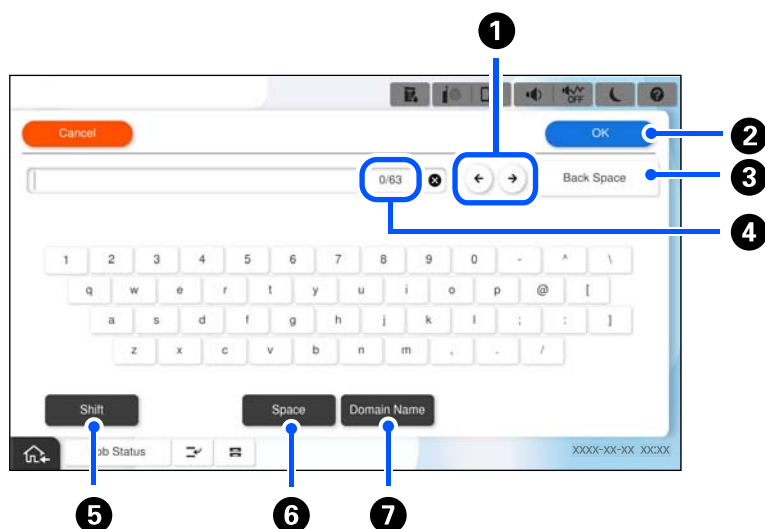 1
OFF
Cancel
OK
2
0/63
Back Space
3
4
1 2 3 4 5 6 7 8 9 0 - ^ \
q w e r t y u i o p @ [
a s d f g h j k l ; : ]
z x c v b n m , . /
Shift
Space
Domain Name
ob Status
XXXX-XX-XX XX:XX
5
6
7